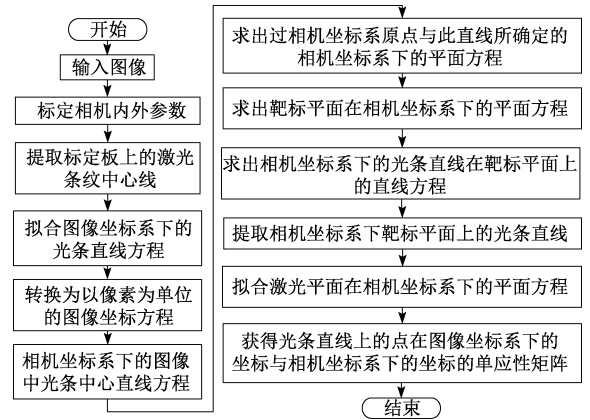 开始
输入图像
标定相机内外参数
提取标定板上的激光
条纹中心线
拟合图像坐标系下的
光条直线方程
转换为以像素为单位
的图像坐标方程
相机坐标系下的图像
中光条中心直线方程
求出过相机坐标系原点与此直线所确定的
相机坐标系下的平面方程
求出靶标平面在相机坐标系下的平面方程
求出相机坐标系下的光条直线在靶标平面上
的直线方程
提取相机坐标系下靶标平面上的光条直线
拟合激光平面在相机坐标系下的平面方程
获得光条直线上的点在图像坐标系下的
坐标与相机坐标系下的坐标的单应性矩阵
结束